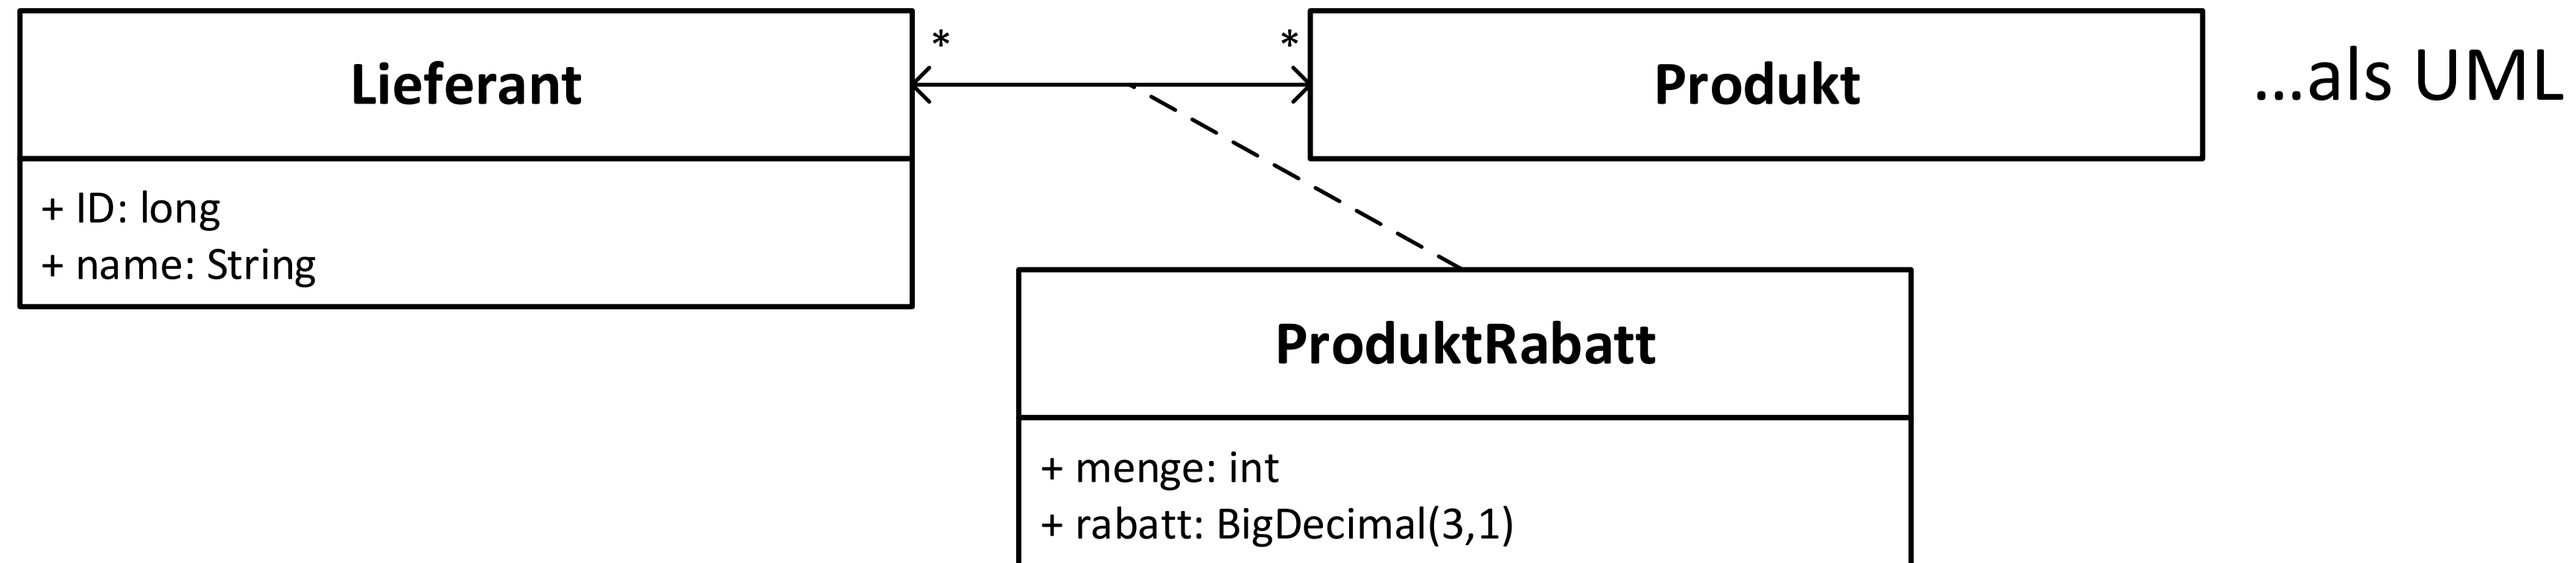 Lieferant
*
*
Produkt
...als UML
+ ID: long
+ name: String
ProduktRabatt
+ menge: int
+ rabatt: BigDecimal(3,1)